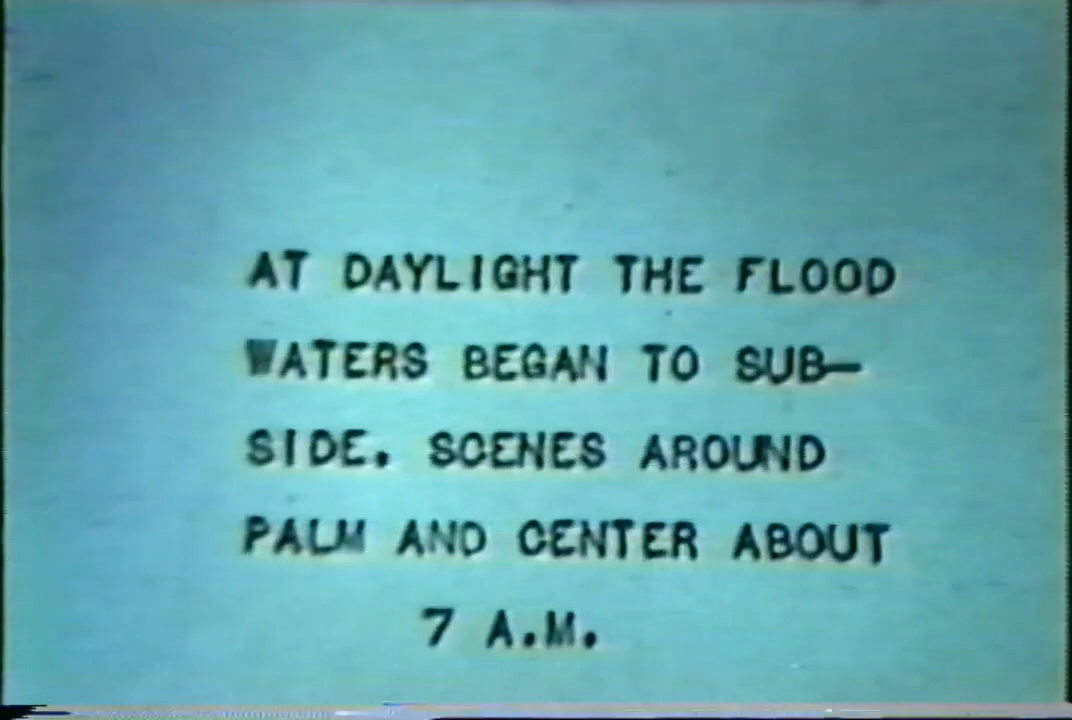 AT DAYLIGHT THE FLOOD
WATERS BEGAN TO SUB-
SIDE. SCENES AROUND
PALM AND CENTER ABOUT
7 A.M.